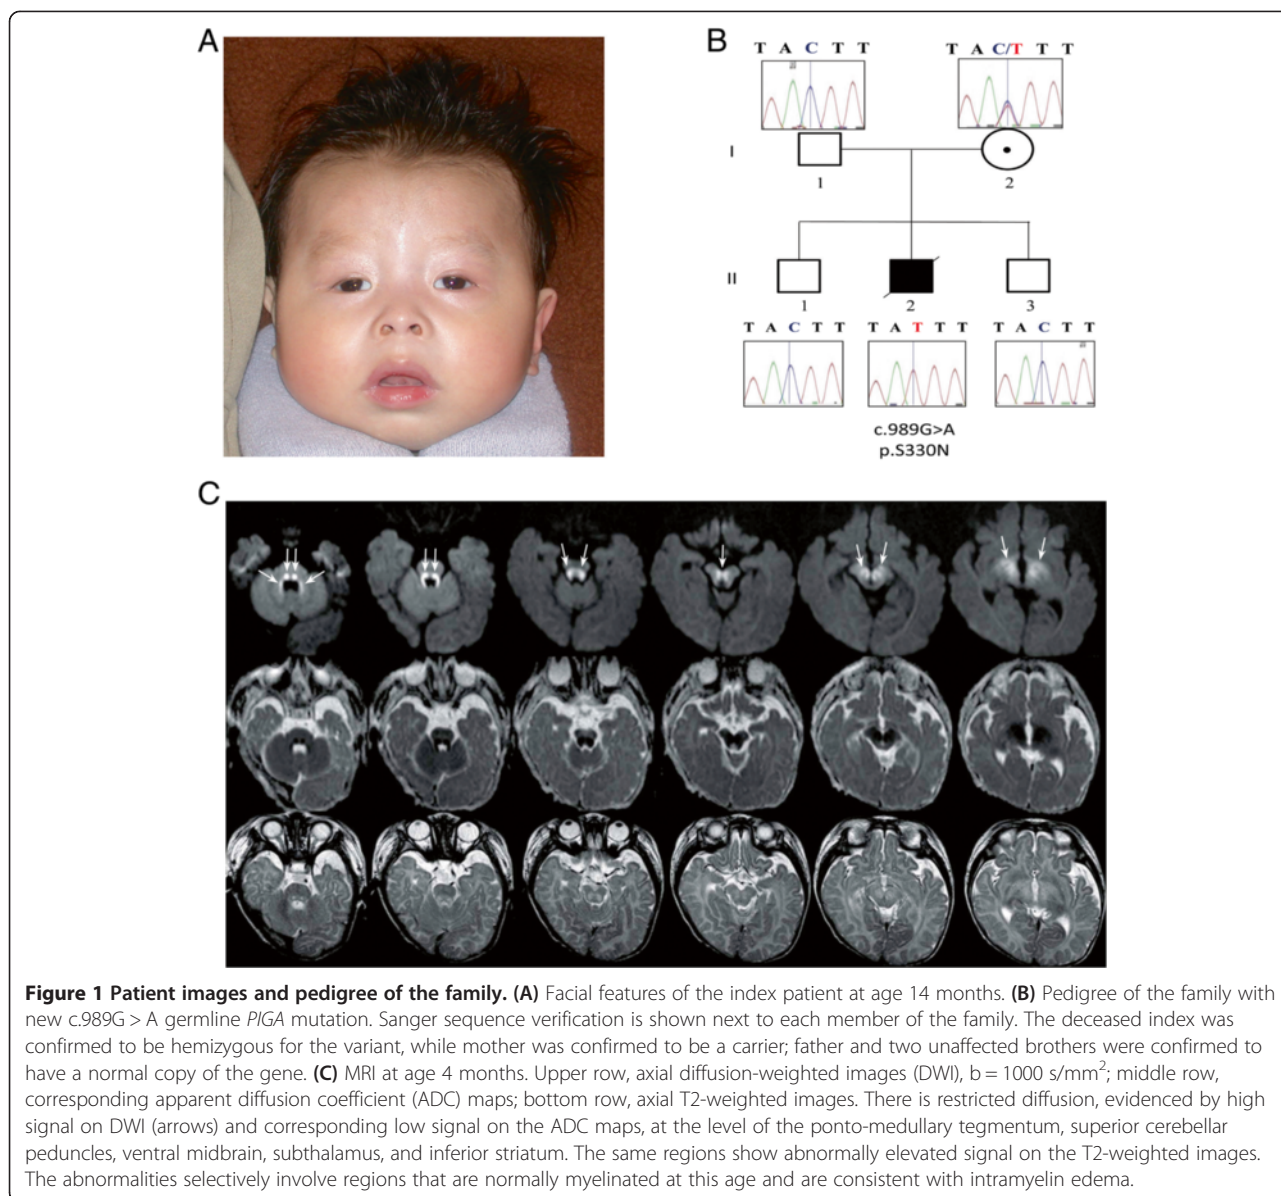 A
B
T A C T T
T A C/T T T
I
1
2
II
1
2
3
T A C T T
T A T T T
T A C T T
c.989G>A
p.S330N
C
Figure 1 Patient images and pedigree of the family. (A) Facial features of the index patient at age 14 months. (B) Pedigree of the family with
new c.989G > A germline PIGA mutation. Sanger sequence verification is shown next to each member of the family. The deceased index was
confirmed to be hemizygous for the variant, while mother was confirmed to be a carrier; father and two unaffected brothers were confirmed to
have a normal copy of the gene. (C) MRI at age 4 months. Upper row, axial diffusion-weighted images (DWI), b = 1000 s/mm²; middle row,
corresponding apparent diffusion coefficient (ADC) maps; bottom row, axial T2-weighted images. There is restricted diffusion, evidenced by high
signal on DWI (arrows) and corresponding low signal on the ADC maps, at the level of the ponto-medullary tegmentum, superior cerebellar
peduncles, ventral midbrain, subthalamus, and inferior striatum. The same regions show abnormally elevated signal on the T2-weighted images.
The abnormalities selectively involve regions that are normally myelinated at this age and are consistent with intramyelin edema.